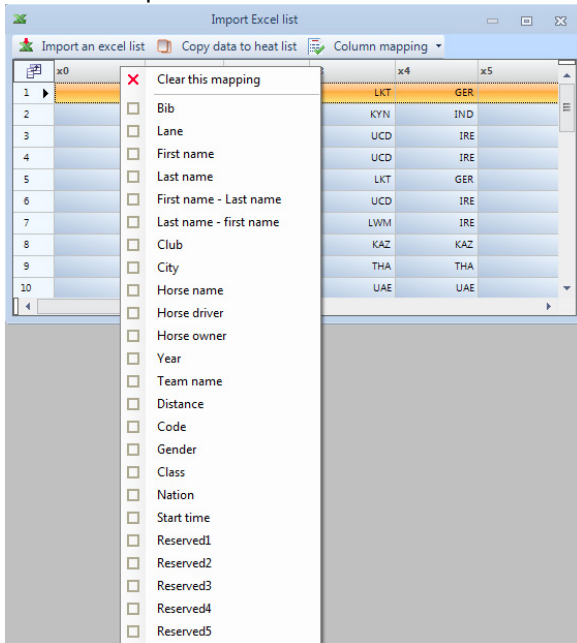 Import Excel list
Import an excel list Copy data to heat list Column mapping
x0 x4 x5
1 LKT GER
2 KYN IND
3 UCD IRE
4 UCD IRE
5 LKT GER
6 UCD IRE
7 LWM IRE
8 KAZ KAZ
9 THA THA
10 UAE UAE
Clear this mapping
Bib
Lane
First name
Last name
First name - Last name
Last name - first name
Club
City
Horse name
Horse driver
Horse owner
Year
Team name
Distance
Code
Gender
Class
Nation
Start time
Reserved1
Reserved2
Reserved3
Reserved4
Reserved5